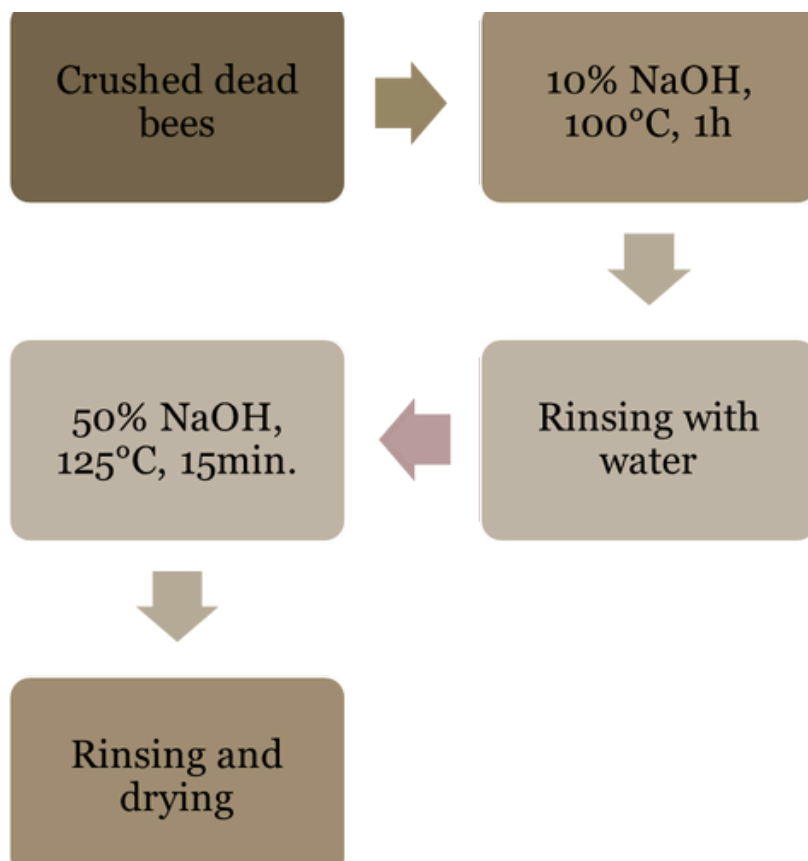 Crushed dead
bees
10% NaOH,
100°C, 1h
Rinsing with
water
50% NaOH,
125°C, 15min.
Rinsing and
drying